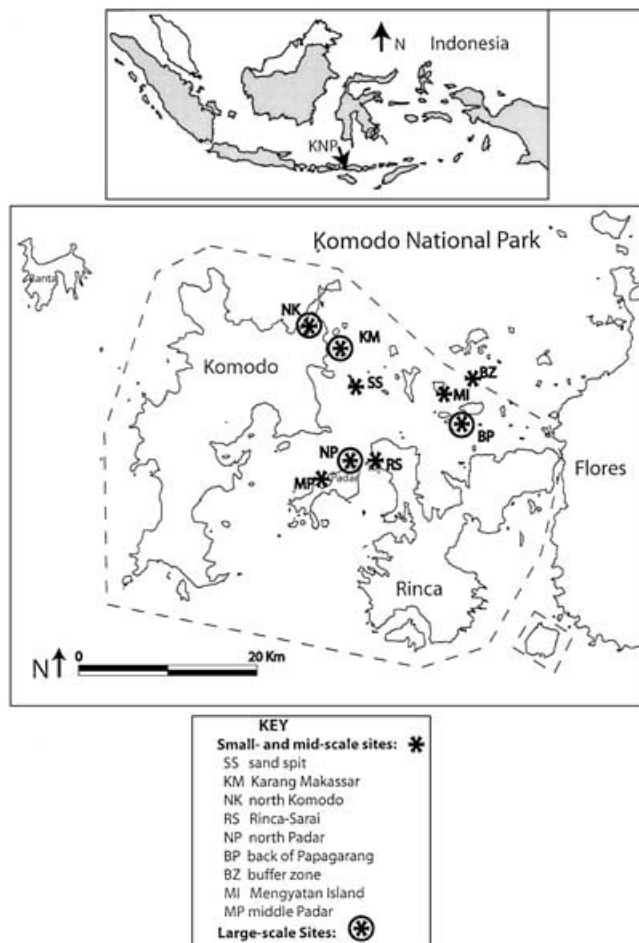 N Indonesia
KNP
Komodo National Park
Banta
NK
KM
Komodo
SS
BZ
MI
BP
NP
RS
Flores
MP
Padar
Rinca
N
0 20 Km
KEY
Small- and mid-scale sites:
SS sand spit
KM Karang Makassar
NK north Komodo
RS Rinca-Sarai
NP north Padar
BP back of Papagarang
BZ buffer zone
MI Mengyatan Island
MP middle Padar
Large-scale Sites: